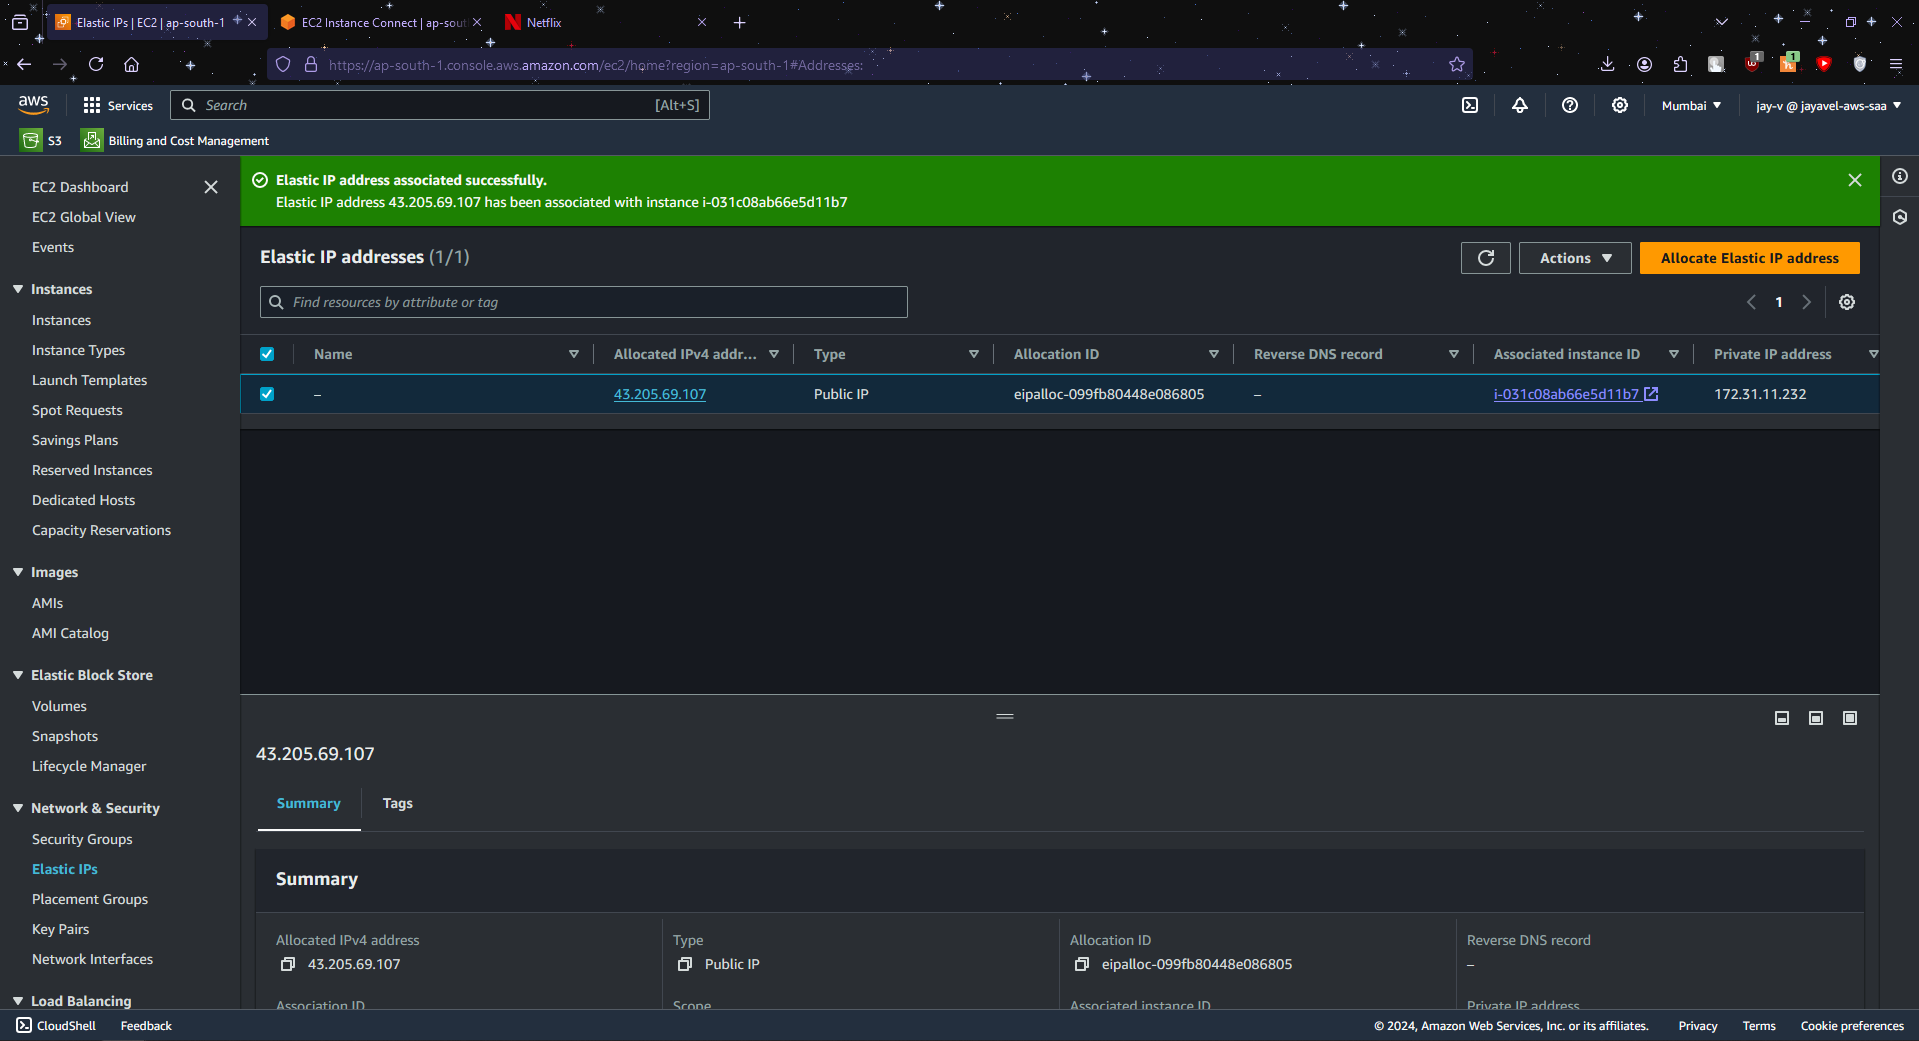 Elastic IPs | EC2 | ap-south-1
EC2 Instance Connect | ap-sou
Netflix
https://ap-south-1.console.aws.amazon.com/ec2/home?region=ap-south-1#Addresses:
1
1
aws
Services
Search
[Alt+S]
Mumbai
jay-v @ jayavel-aws-saa
S3
Billing and Cost Management
EC2 Dashboard
EC2 Global View
Events
Instances
Instances
Instance Types
Launch Templates
Spot Requests
Savings Plans
Reserved Instances
Dedicated Hosts
Capacity Reservations
Images
AMIs
AMI Catalog
Elastic Block Store
Volumes
Snapshots
Lifecycle Manager
Network & Security
Security Groups
Elastic IPs
Placement Groups
Key Pairs
Network Interfaces
Load Balancing
Elastic IP address associated successfully.
Elastic IP address 43.205.69.107 has been associated with instance i-031c08ab66e5d11b7
Elastic IP addresses (1/1)
Actions
Allocate Elastic IP address
Find resources by attribute or tag
1
Name
Allocated IPv4 addr...
Type
Allocation ID
Reverse DNS record
Associated instance ID
Private IP address
–
43.205.69.107
Public IP
eipalloc-099fb80448e086805
–
i-031c08ab66e5d11b7
172.31.11.232
43.205.69.107
Summary
Tags
Summary
Allocated IPv4 address
43.205.69.107
Type
Public IP
Allocation ID
eipalloc-099fb80448e086805
Reverse DNS record
–
Association ID
Scope
Associated instance ID
Private IP address
CloudShell
Feedback
© 2024, Amazon Web Services, Inc. or its affiliates.
Privacy
Terms
Cookie preferences